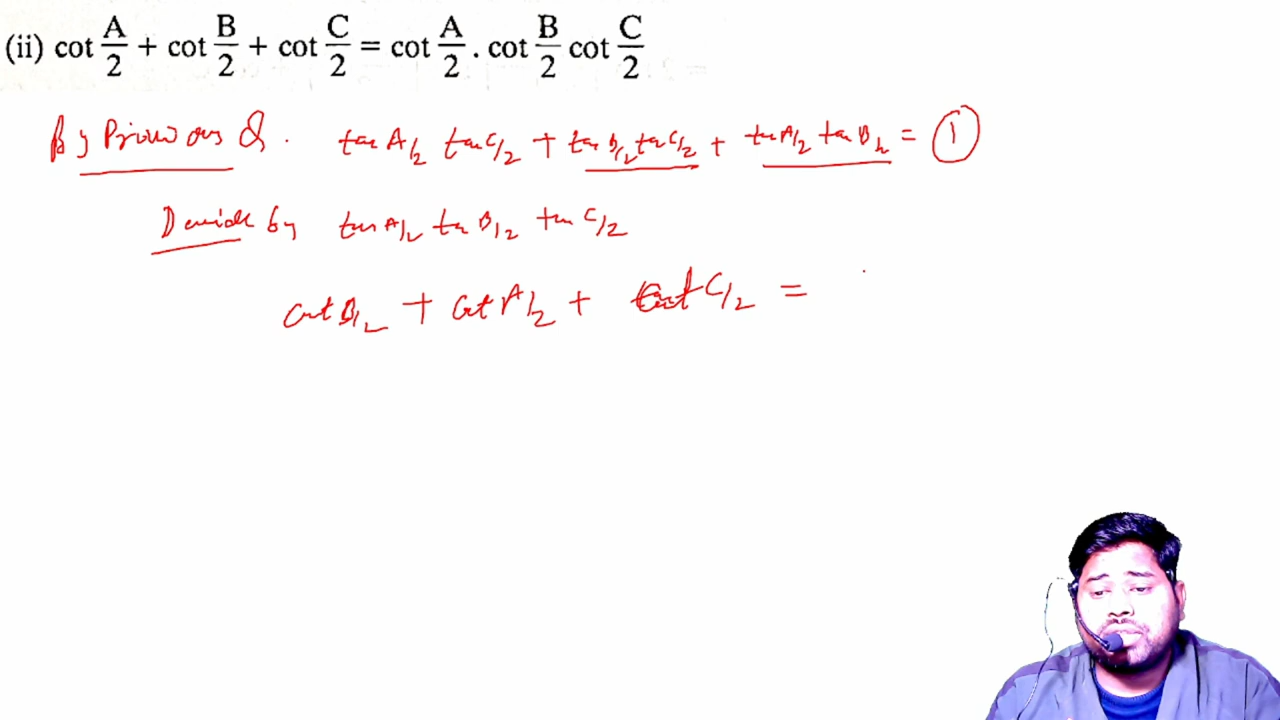 (ii) cot A/2 + cot B/2 + cot C/2 = cot A/2 . cot B/2 cot C/2
By Previous Q. tan A/2 tan C/2 + tan B/2 tan C/2 + tan A/2 tan B/2 = 1
by tan A/2 tan B/2 tan C/2
cot B/2 + cot A/2 + cot C/2 =